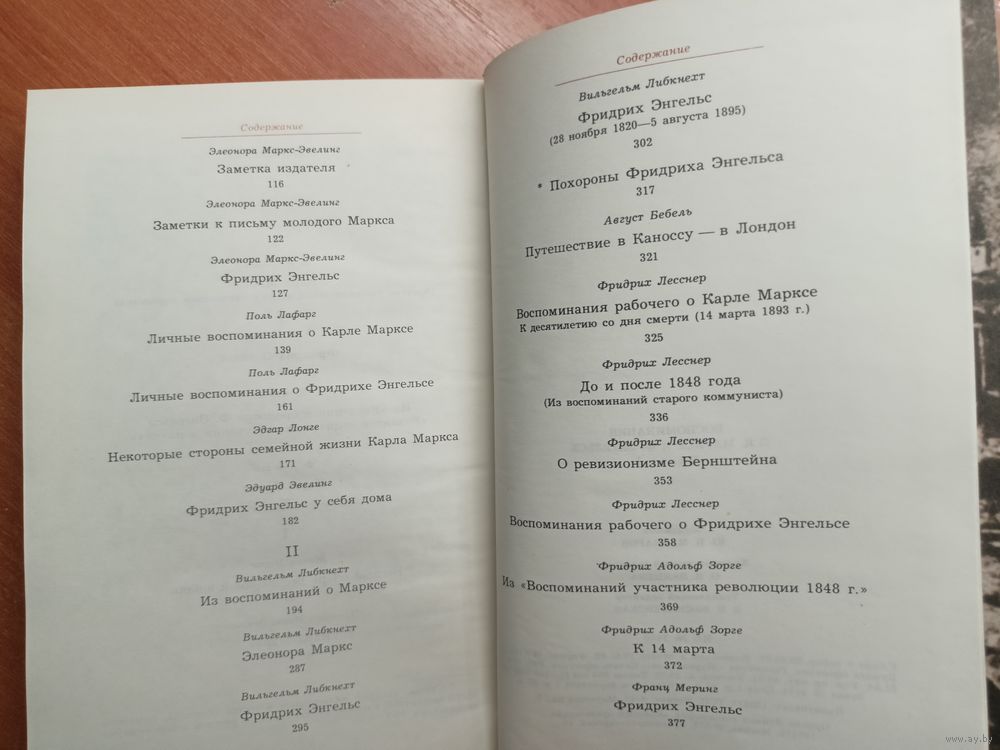 Содержание
Элеонора Маркс-Эвелинг
Заметка издателя
116
Элеонора Маркс-Эвелинг
Заметки к письму молодого Маркса
122
Элеонора Маркс-Эвелинг
Фридрих Энгельс
127
Поль Лафарг
Личные воспоминания о Карле Марксе
139
Поль Лафарг
Личные воспоминания о Фридрихе Энгельсе
161
Эдгар Лонге
Некоторые стороны семейной жизни Карла Маркса
171
Эдуард Эвелинг
Фридрих Энгельс у себя дома
182
II
Вильгельм Либкнехт
Из воспоминаний о Марксе
194
Вильгельм Либкнехт
Элеонора Маркс
287
Вильгельм Либкнехт
Фридрих Энгельс
295
Содержание
Вильгельм Либкнехт
Фридрих Энгельс
(28 ноября 1820—5 августа 1895)
302
* Похороны Фридриха Энгельса
317
Август Бебель
Путешествие в Каноссу — в Лондон
321
Фридрих Лесснер
Воспоминания рабочего о Карле Марксе
К десятилетию со дня смерти (14 марта 1893 г.)
325
Фридрих Лесснер
До и после 1848 года
(Из воспоминаний старого коммуниста)
336
Фридрих Лесснер
О ревизионизме Бернштейна
353
Фридрих Лесснер
Воспоминания рабочего о Фридрихе Энгельсе
358
Фридрих Адольф Зорге
Из «Воспоминаний участника революции 1848 г.»
369
Фридрих Адольф Зорге
К 14 марта
372
Франц Меринг
Фридрих Энгельс
377
www.ay.by